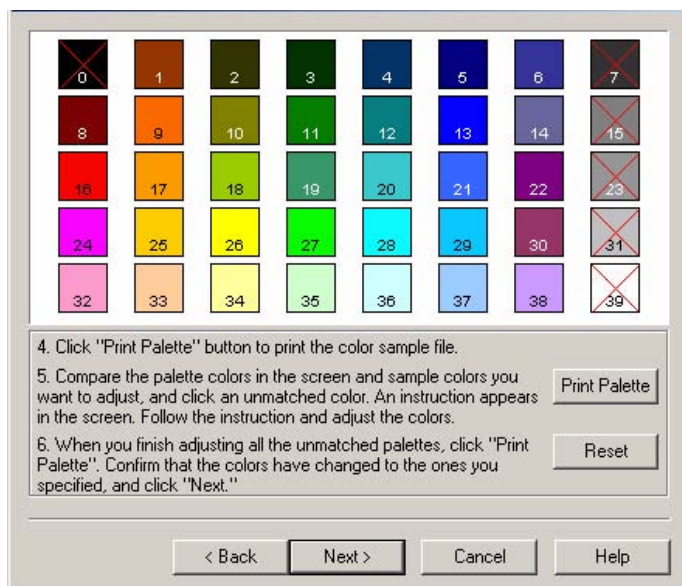 0 1 2 3 4 5 6 7
8 9 10 11 12 13 14 15
16 17 18 19 20 21 22 23
24 25 26 27 28 29 30 31
32 33 34 35 36 37 38 39
4. Click "Print Palette" button to print the color sample file.
5. Compare the palette colors in the screen and sample colors you
want to adjust, and click an unmatched color. An instruction appears
in the screen. Follow the instruction and adjust the colors.
Print Palette
6. When you finish adjusting all the unmatched palettes, click "Print
Palette". Confirm that the colors have changed to the ones you
specified, and click "Next."
Reset
< Back Next > Cancel Help